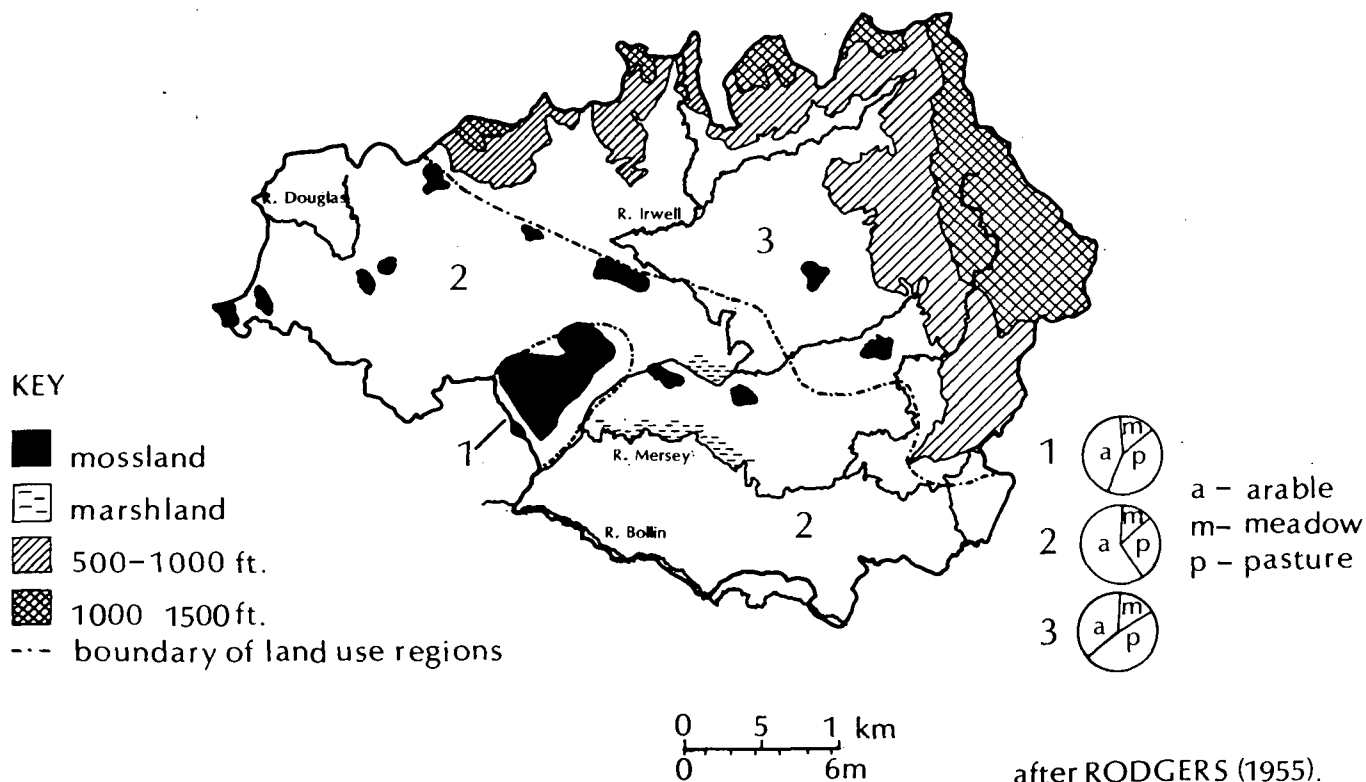 R. Douglas
R. Irwell
3
2
KEY
mossland
marshland
500-1000 ft.
1000 1500 ft.
boundary of land use regions
1
R. Mersey
R. Bollin
2
1 m a p
2 m a p
3 m a p
a - arable
m- meadow
p - pasture
0 5 1 km
0 6m
after RODGERS (1955).